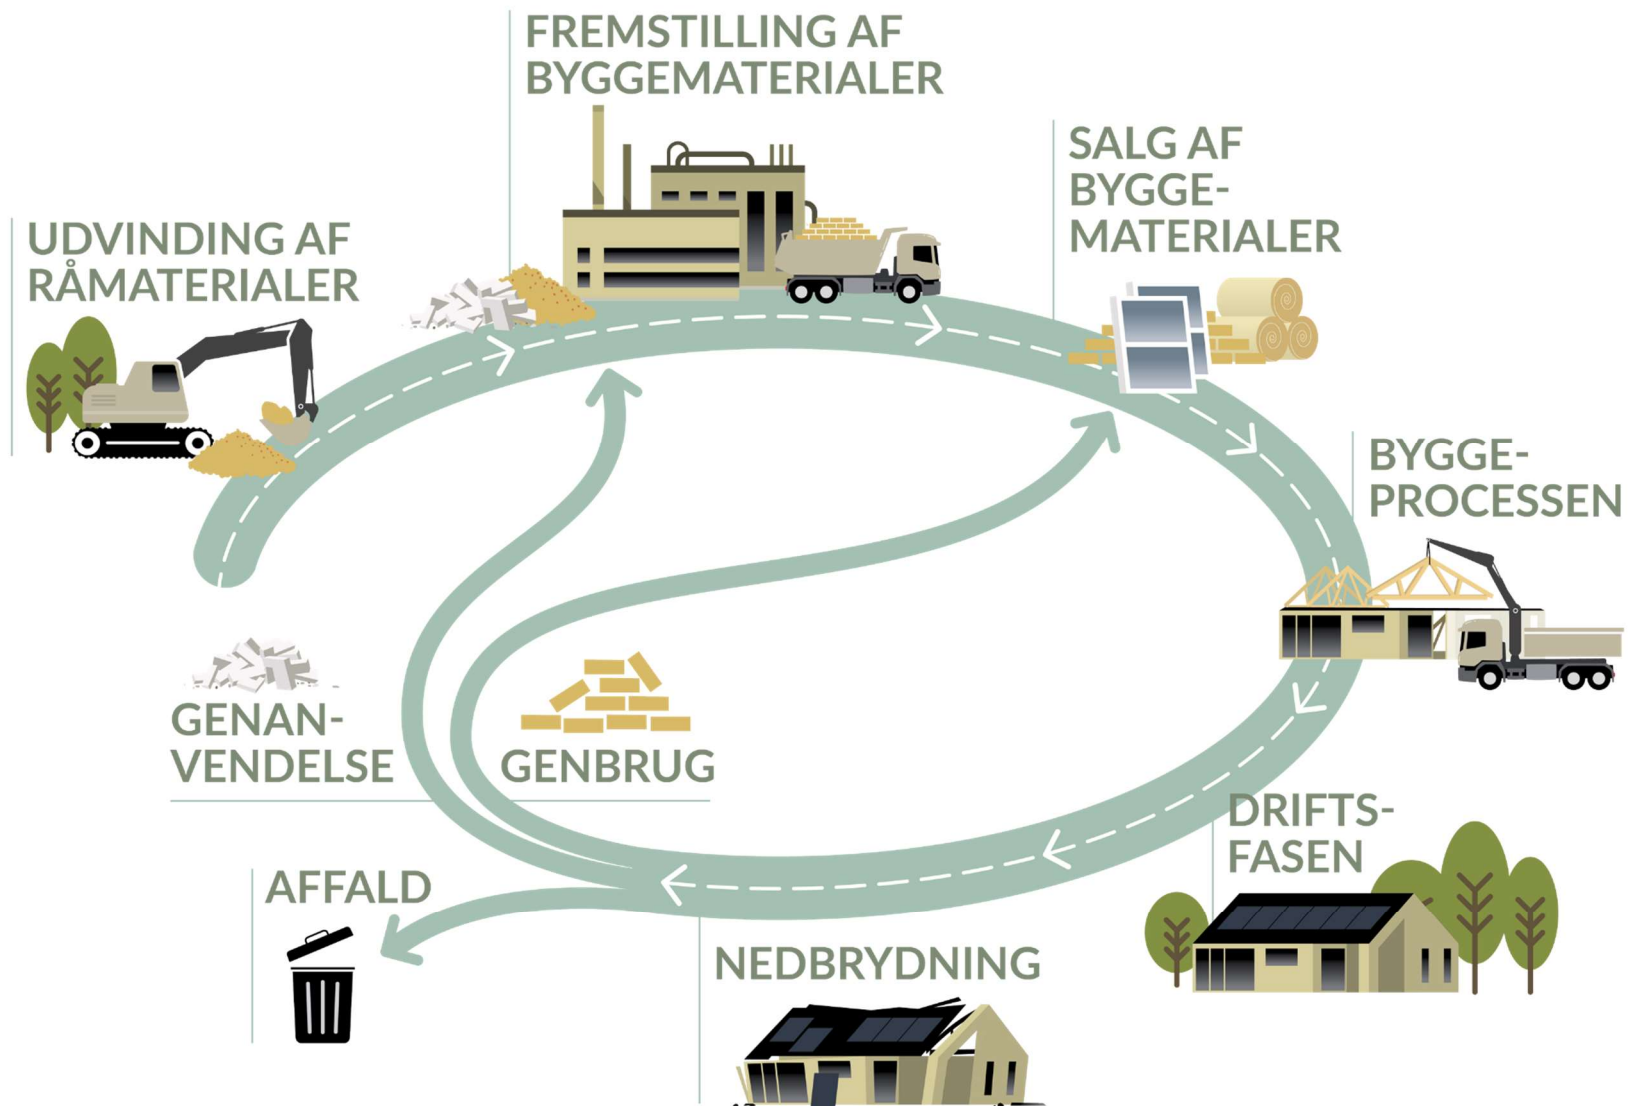 FREMSTILLING AF
BYGGEMATERIALER
SALG AF
BYGGE-
MATERIALER
UDVINDING AF
RÅMATERIALER
BYGGE-
PROCESSEN
GENAN-
VENDELSE
GENBRUG
DRIFTS-
FASEN
AFFALD
NEDBRYDNING